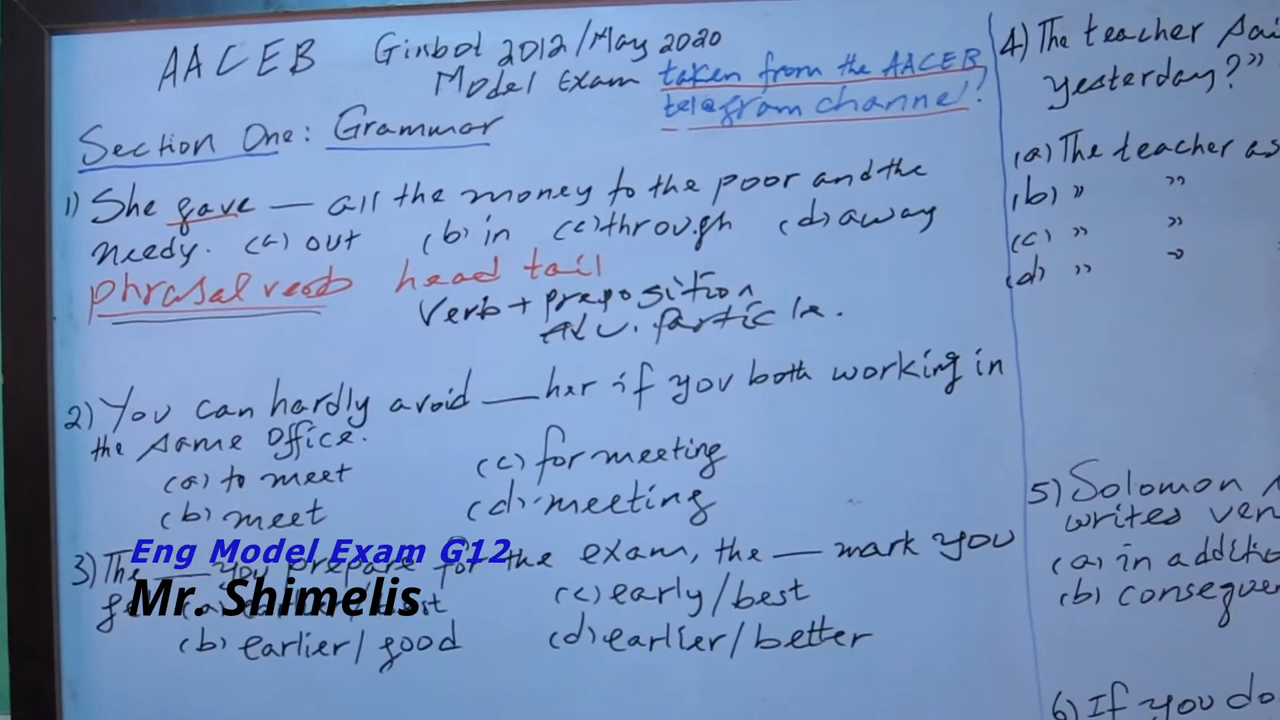 AACEB Ginbot 2012/May 2020
Model Exam taken from the AACEB
telegram channel!
Section One: Grammar
1) She gave — all the money to the poor and the
needy. (a) out (b) in (c) through (d) away
phrasal verb head tail
Verb + preposition
Adv. particle.
2) You can hardly avoid — her if you both working in
the same office.
(a) to meet (c) for meeting
(b) meet (d) meeting
3) The — you prepare for the exam, the — mark you
(c) early/best
(b) earlier/good (d) earlier/better
Eng Model Exam G12
Mr. Shimelis
4) The teacher
yesterday?"
(a) The teacher
(b) " "
(c) " "
(d) " "
5) Solomon
writes
(a) in
(b)
6) If you do